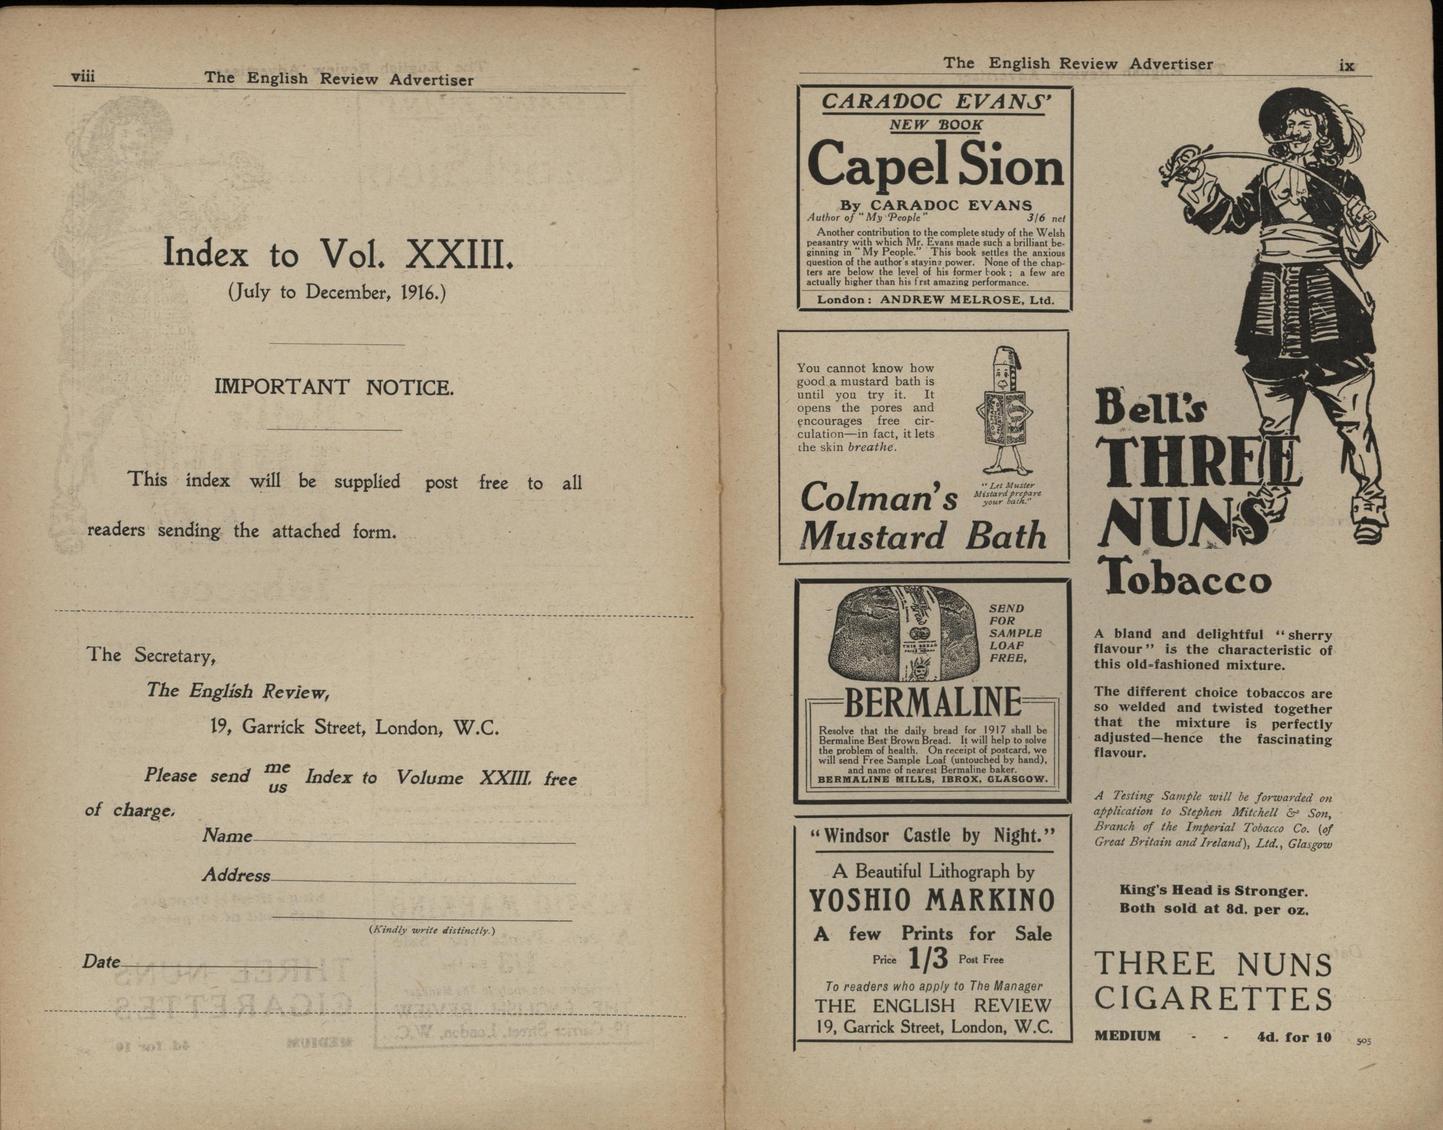 viii
The English Review Advertiser
Index to Vol. XXIII.
(July to December, 1916.)
IMPORTANT NOTICE.
This index will be supplied post free to all
readers sending the attached form.
The Secretary,
The English Review,
19, Garrick Street, London, W.C.
Please send me us Index to Volume XXIII. free
of charge.
Name
Address
(Kindly write distinctly.)
Date
The English Review Advertiser
ix
CARADOC EVANS'
NEW BOOK
Capel Sion
By CARADOC EVANS
Author of "My People" 3/6 net
Another contribution to the complete study of the Welsh
peasantry with which Mr. Evans made such a brilliant be-
ginning in "My People." This book settles the anxious
question of the author's staying power. None of the chap-
ters are below the level of his former book; a few are
actually higher than his first amazing performance.
London: ANDREW MELROSE, Ltd.
You cannot know how
good a mustard bath is
until you try it. It
opens the pores and
encourages free cir-
culation—in fact, it lets
the skin breathe.
"Let Muster
Mistard prepare
your bath."
Colman's
Mustard Bath
SEND
FOR
SAMPLE
LOAF
FREE,
BERMALINE
Resolve that the daily bread for 1917 shall be
Bermaline Best Brown Bread. It will help to solve
the problem of health. On receipt of postcard, we
will send Free Sample Loaf (untouched by hand),
and name of nearest Bermaline baker.
BERMALINE MILLS, IBROX, GLASGOW.
"Windsor Castle by Night."
A Beautiful Lithograph by
YOSHIO MARKINO
A few Prints for Sale
Price 1/3 Post Free
To readers who apply to The Manager
THE ENGLISH REVIEW
19, Garrick Street, London, W.C.
Bell's
THREE
NUNS
Tobacco
A bland and delightful "sherry
flavour" is the characteristic of
this old-fashioned mixture.
The different choice tobaccos are
so welded and twisted together
that the mixture is perfectly
adjusted—hence the fascinating
flavour.
A Testing Sample will be forwarded on
application to Stephen Mitchell & Son,
Branch of the Imperial Tobacco Co. (of
Great Britain and Ireland), Ltd., Glasgow
King's Head is Stronger.
Both sold at 8d. per oz.
THREE NUNS
CIGARETTES
MEDIUM - - 4d. for 10
505